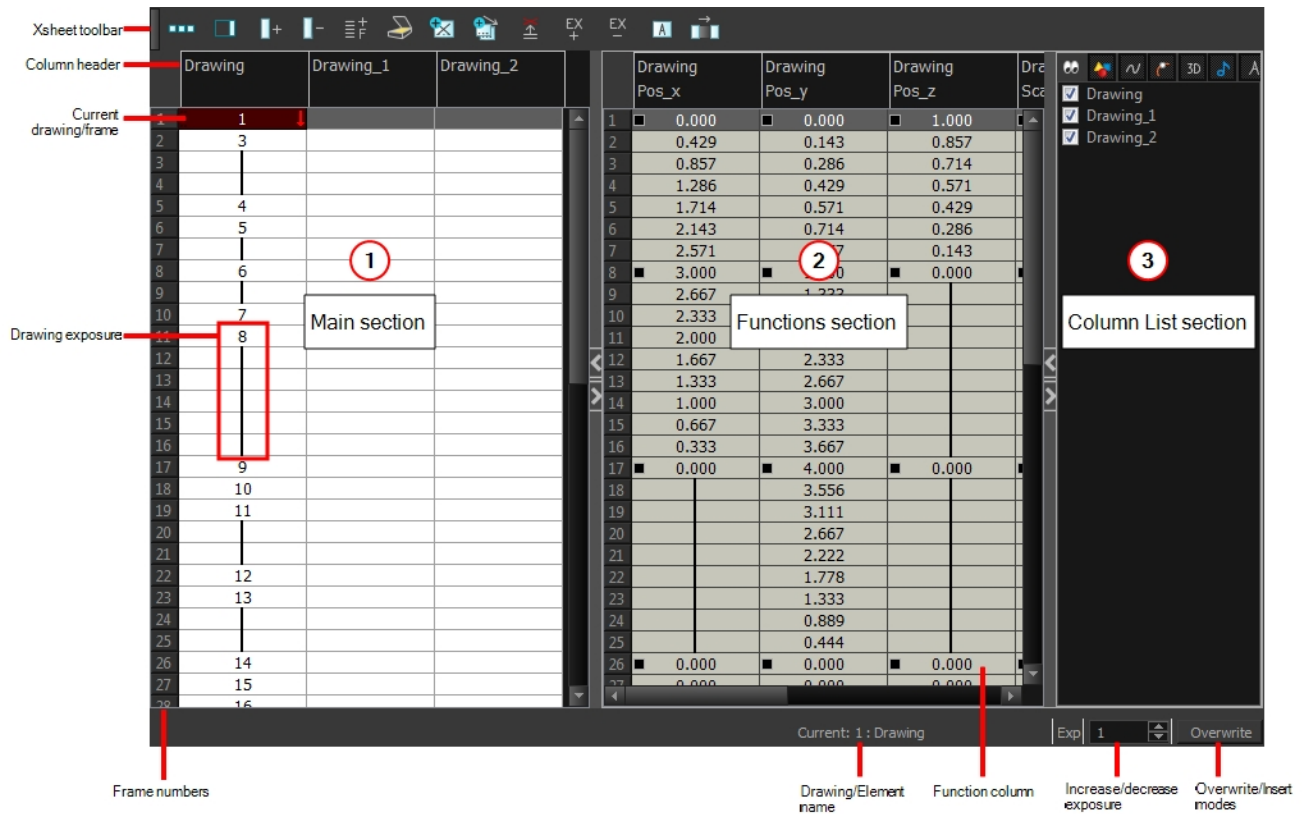 Xsheet toolbar
EX EX A
Column header
Drawing Drawing_1 Drawing_2
Drawing Drawing Drawing Dra
Pos_x Pos_y Pos_z Sca
3D A
Drawing
Drawing_1
Drawing_2
Current
drawing/frame
1 1 1 0.000 0.000 1.000
2 3 2 0.429 0.143 0.857
3 3 0.857 0.286 0.714
4 4 1.286 0.429 0.571
5 4 5 1.714 0.571 0.429
6 5 6 2.143 0.714 0.286
7 7 2.571 0.143
8 6 8 3.000 0.000
1 2 3
9 9 2.667
10 7 10 2.333
Main section Functions section Column List section
Drawing exposure
11 8 11 2.000
12 12 1.667 2.333
13 13 1.333 2.667
14 14 1.000 3.000
15 15 0.667 3.333
16 16 0.333 3.667
17 9 17 0.000 4.000 0.000
18 10 18 3.556
19 11 19 3.111
20 20 2.667
21 21 2.222
22 12 22 1.778
23 13 23 1.333
24 24 0.889
25 25 0.444
26 14 26 0.000 0.000 0.000
27 15 27 0.000 0.000 0.000
28 16
Current: 1 : Drawing Exp 1 Overwrite
Frame numbers
Drawing/Element
name
Function column
Increase/decrease
exposure
Overwrite/Insert
modes